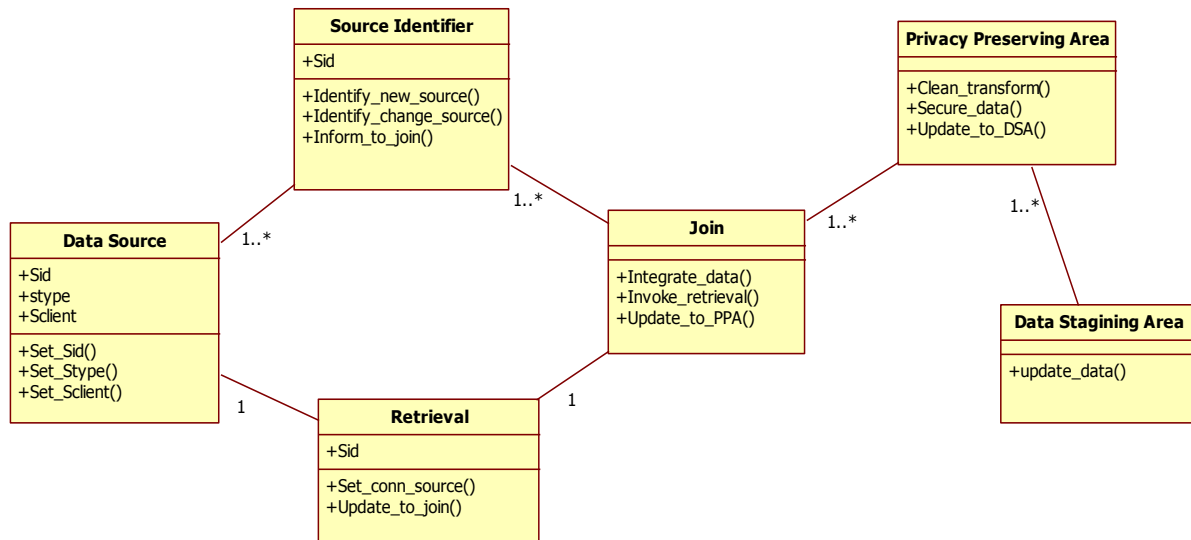 Source Identifier
+Sid
+Identify_new_source()
+Identify_change_source()
+Inform_to_join()
1..*
Privacy Preserving Area
+Clean_transform()
+Secure_data()
+Update_to_DSA()
1..*
Data Source
+Sid
+stype
+Sclient
+Set_Sid()
+Set_Stype()
+Set_Sclient()
1..*
1
Join
+Integrate_data()
+Invoke_retrieval()
+Update_to_PPA()
1..*
1
Data Stagining Area
+update_data()
Retrieval
+Sid
+Set_conn_source()
+Update_to_join()